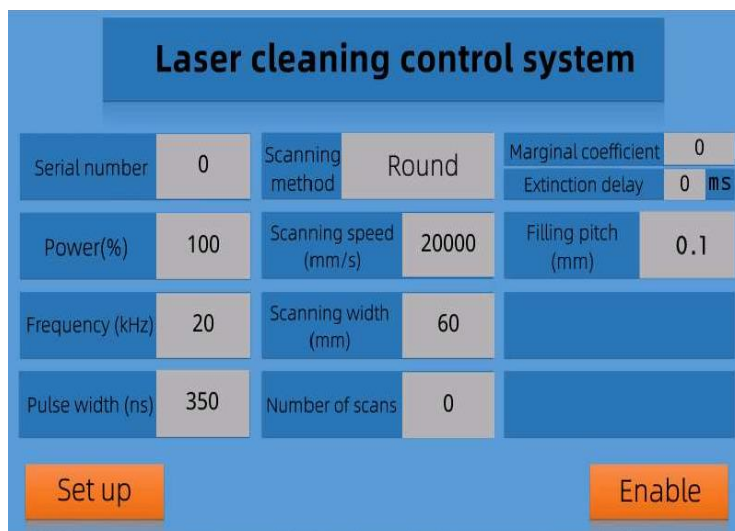 Laser cleaning control system
Serial number 0
Scanning method Round
Marginal coefficient 0
Extinction delay 0 ms
Power(%) 100
Scanning speed (mm/s) 20000
Filling pitch (mm) 0.1
Frequency (kHz) 20
Scanning width (mm) 60
Pulse width (ns) 350
Number of scans 0
Set up
Enable